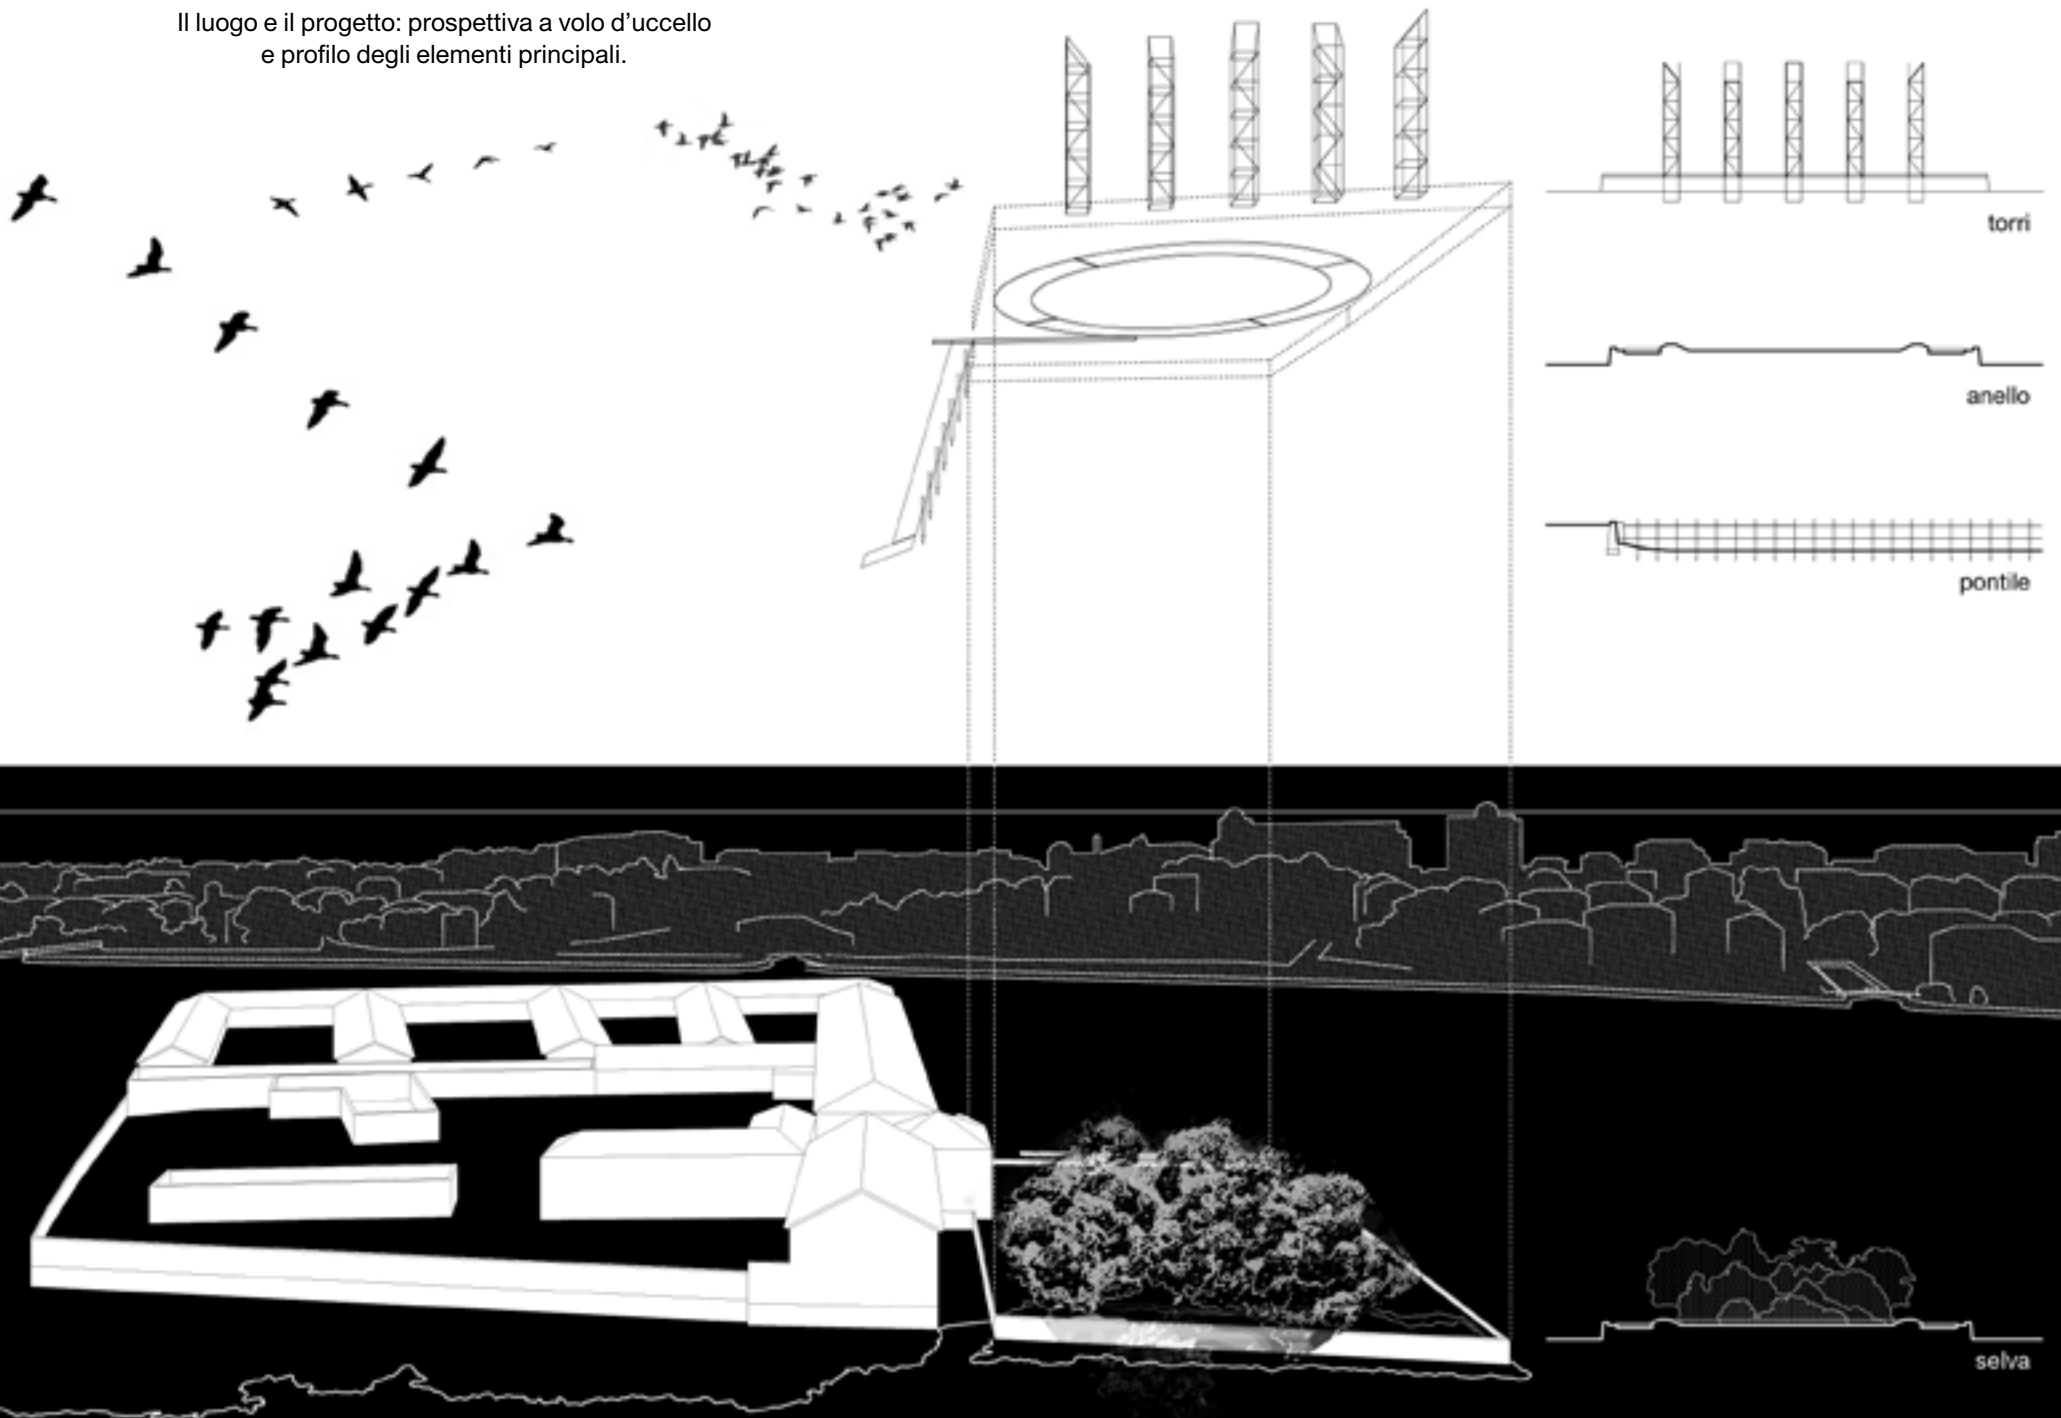 Il luogo e il progetto: prospettiva a volo d’uccello
e profilo degli elementi principali.
torri
anello
pontile
selva